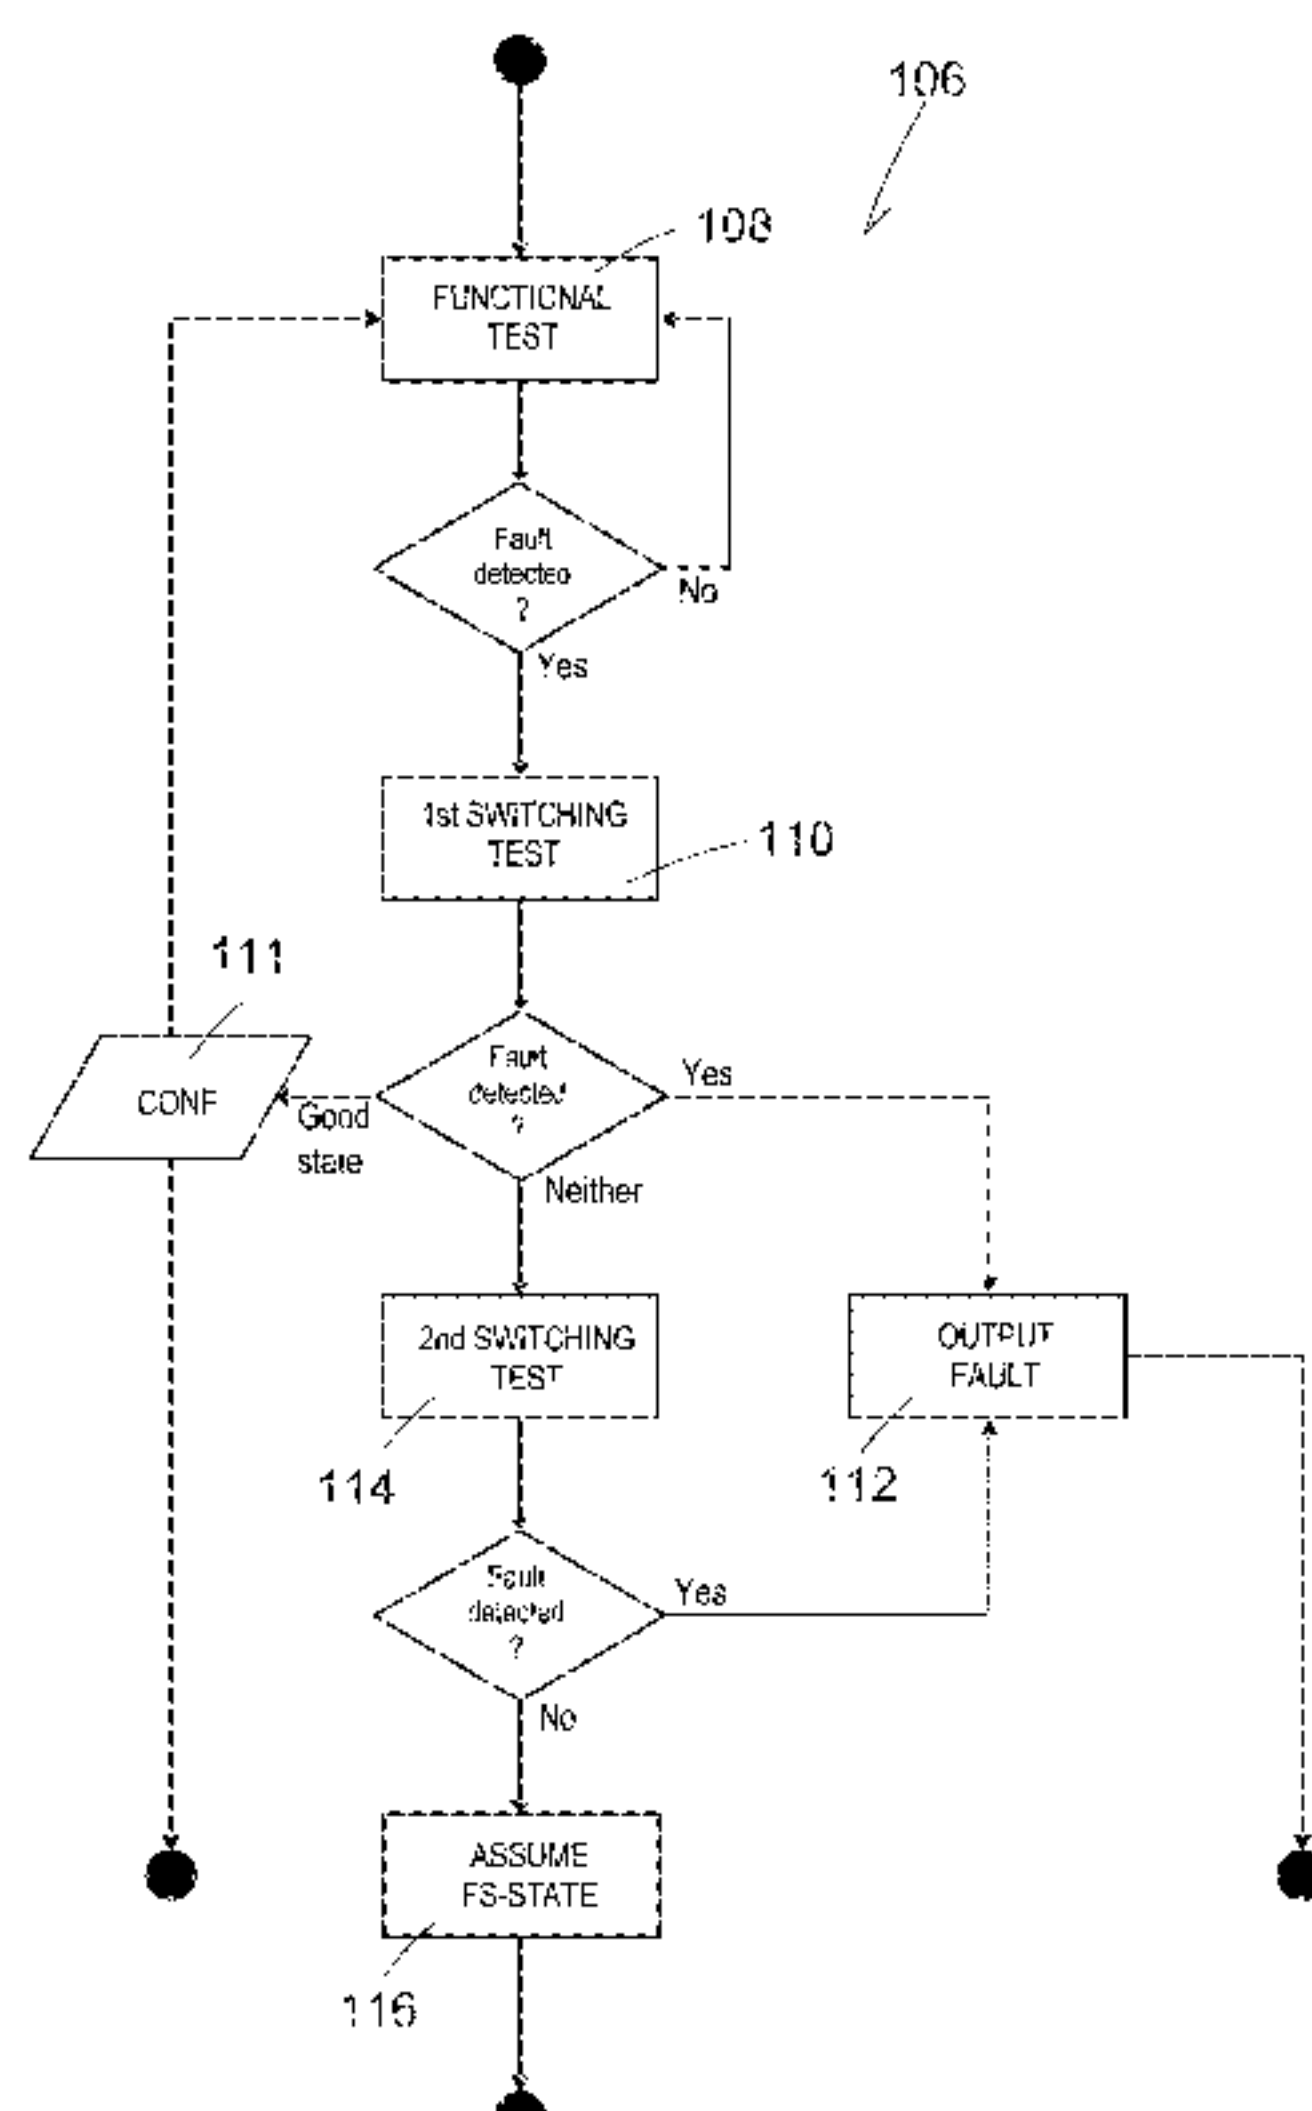 106
108
FUNCTIONAL
TEST
Fault
detected
?
No
Yes
1st SWITCHING
TEST
110
111
CONF
Good
state
Fault
detected
?
Yes
Neither
2nd SWITCHING
TEST
114
OUTPUT
FAULT
112
Fault
detected
?
Yes
No
ASSUME
FS-STATE
116